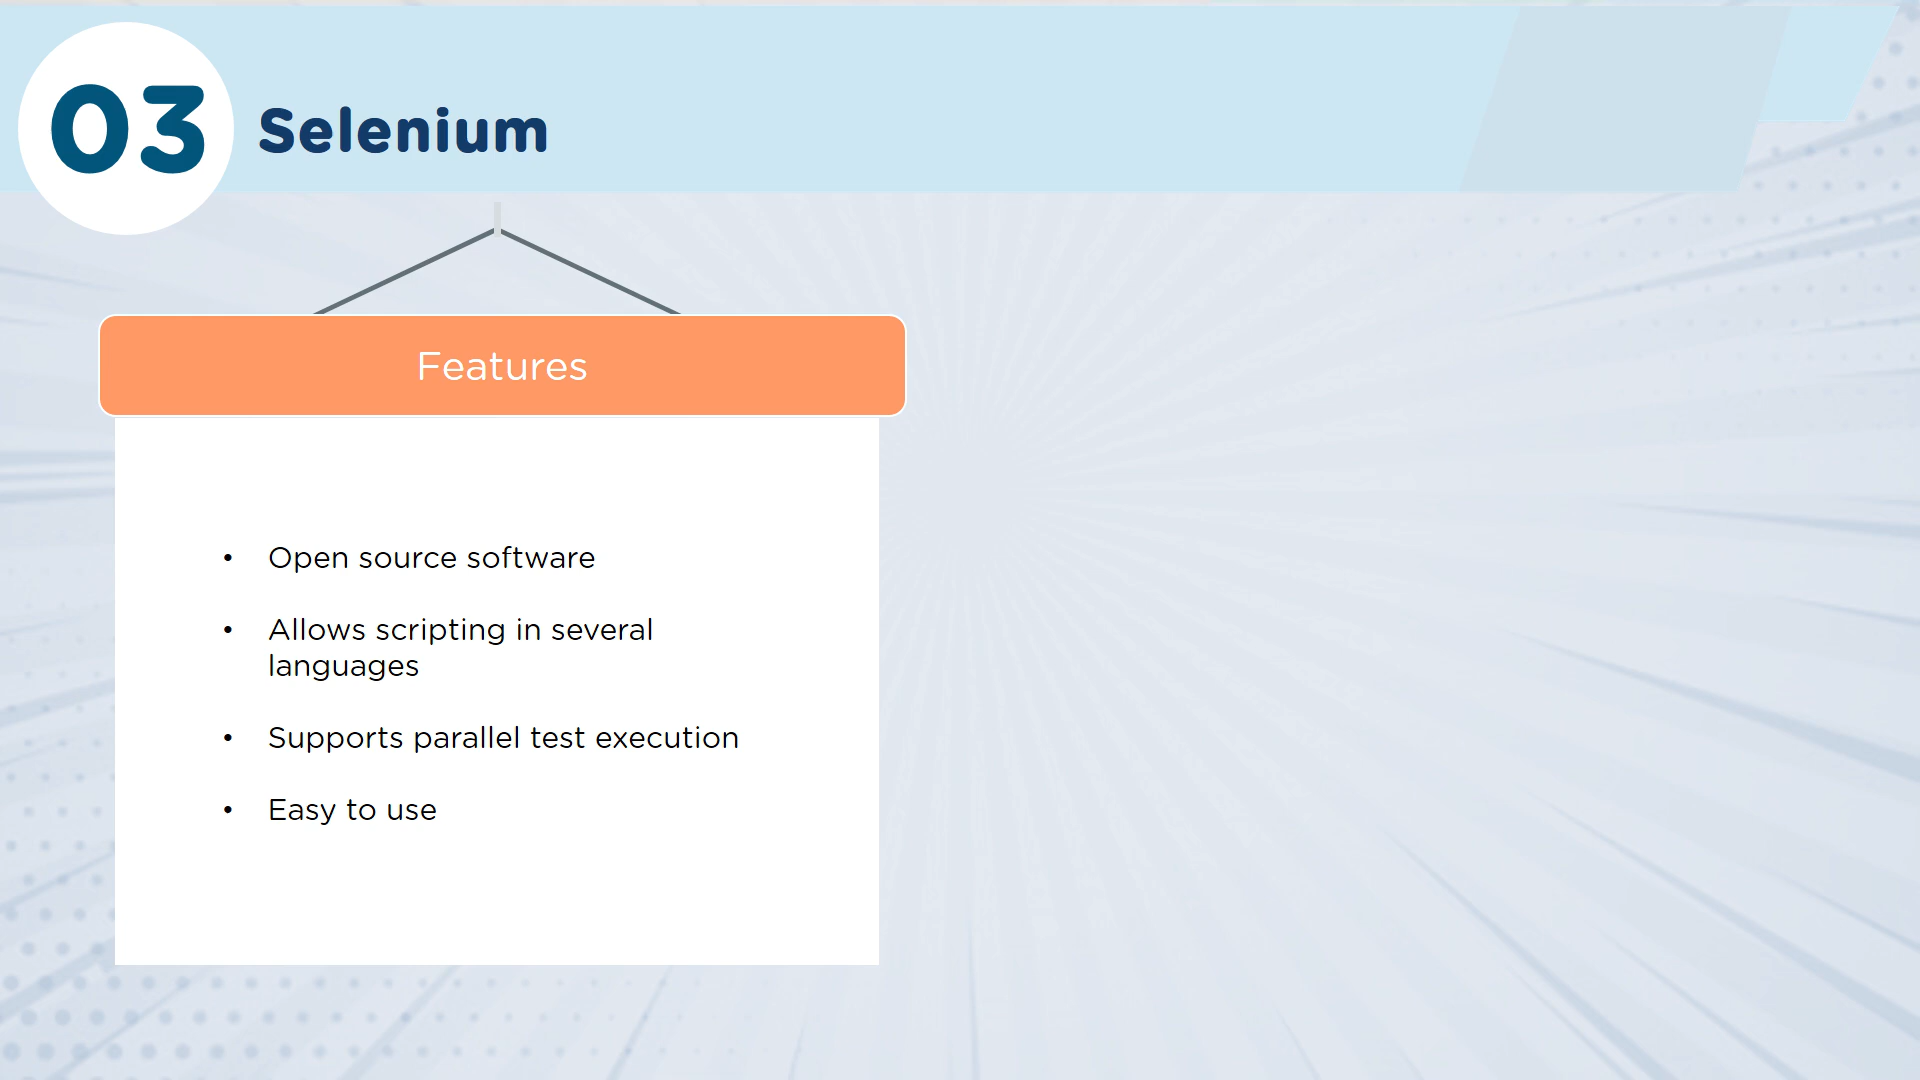 03
Selenium
Features
• Open source software
• Allows scripting in several
languages
• Supports parallel test execution
• Easy to use